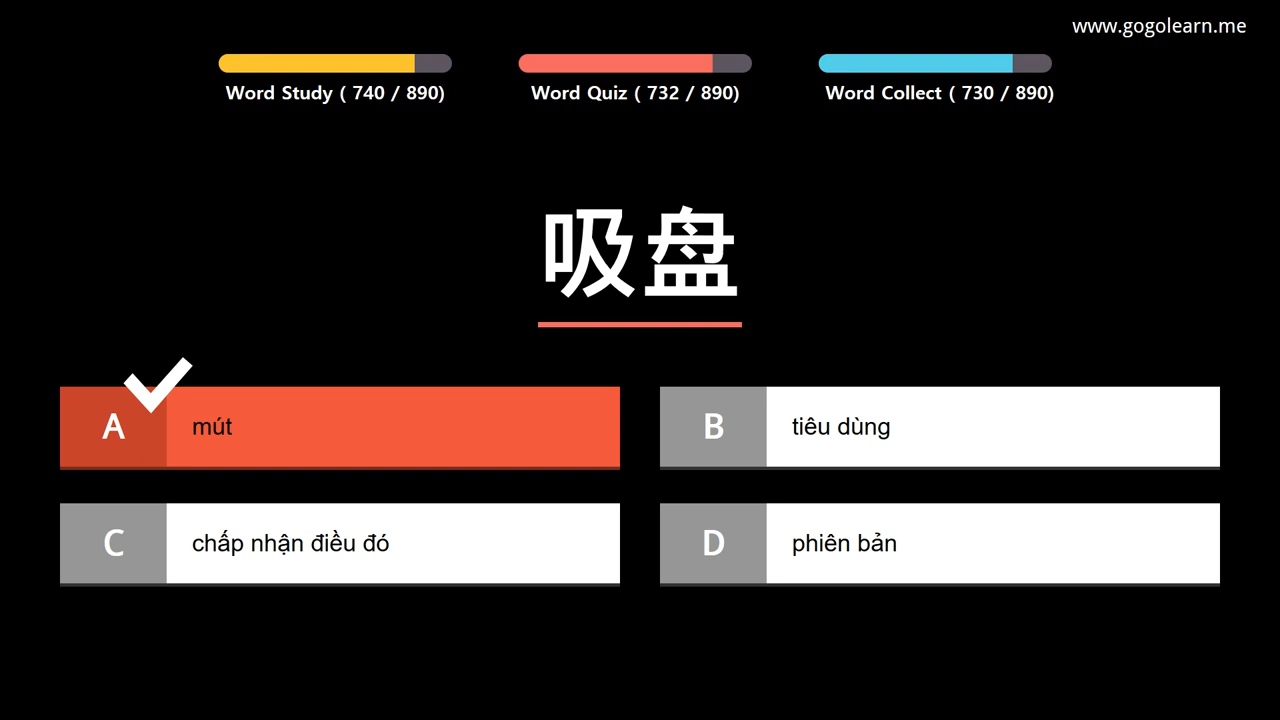 www.gogolearn.me
Word Study ( 740 / 890)
Word Quiz ( 732 / 890)
Word Collect ( 730 / 890)
吸盘
A mút
B tiêu dùng
C chấp nhận điều đó
D phiên bản